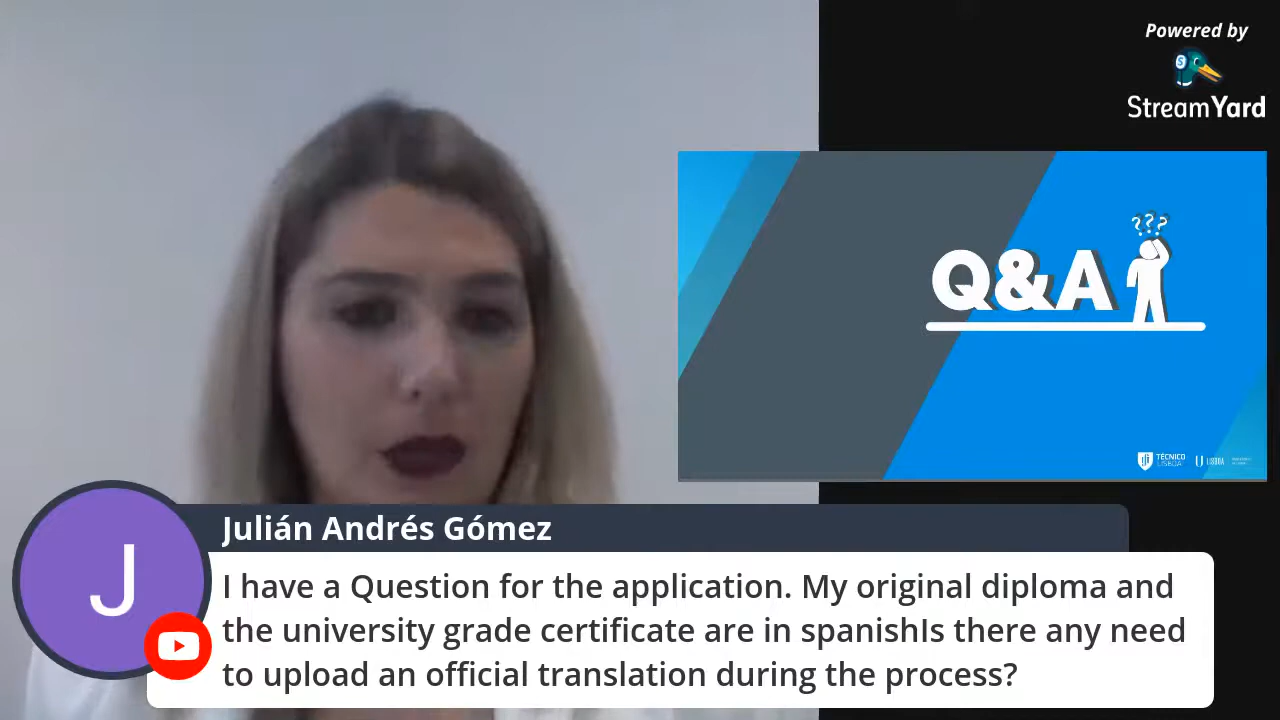 Powered by
StreamYard
Q&A
???
TÉCNICO
LISBOA
LISBOA
J
Julián Andrés Gómez
I have a Question for the application. My original diploma and
the university grade certificate are in spanishIs there any need
to upload an official translation during the process?